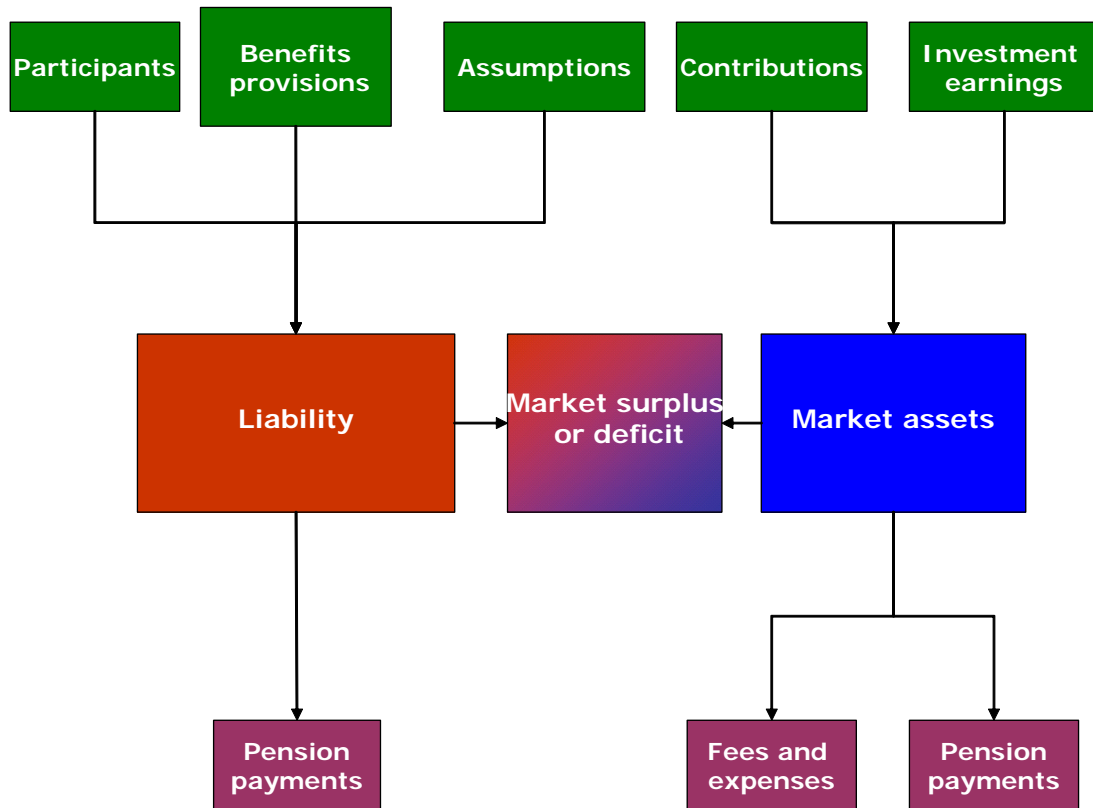 Participants
Benefits
provisions
Assumptions
Contributions
Investment
earnings
Liability
Market surplus
or deficit
Market assets
Pension
payments
Fees and
expenses
Pension
payments